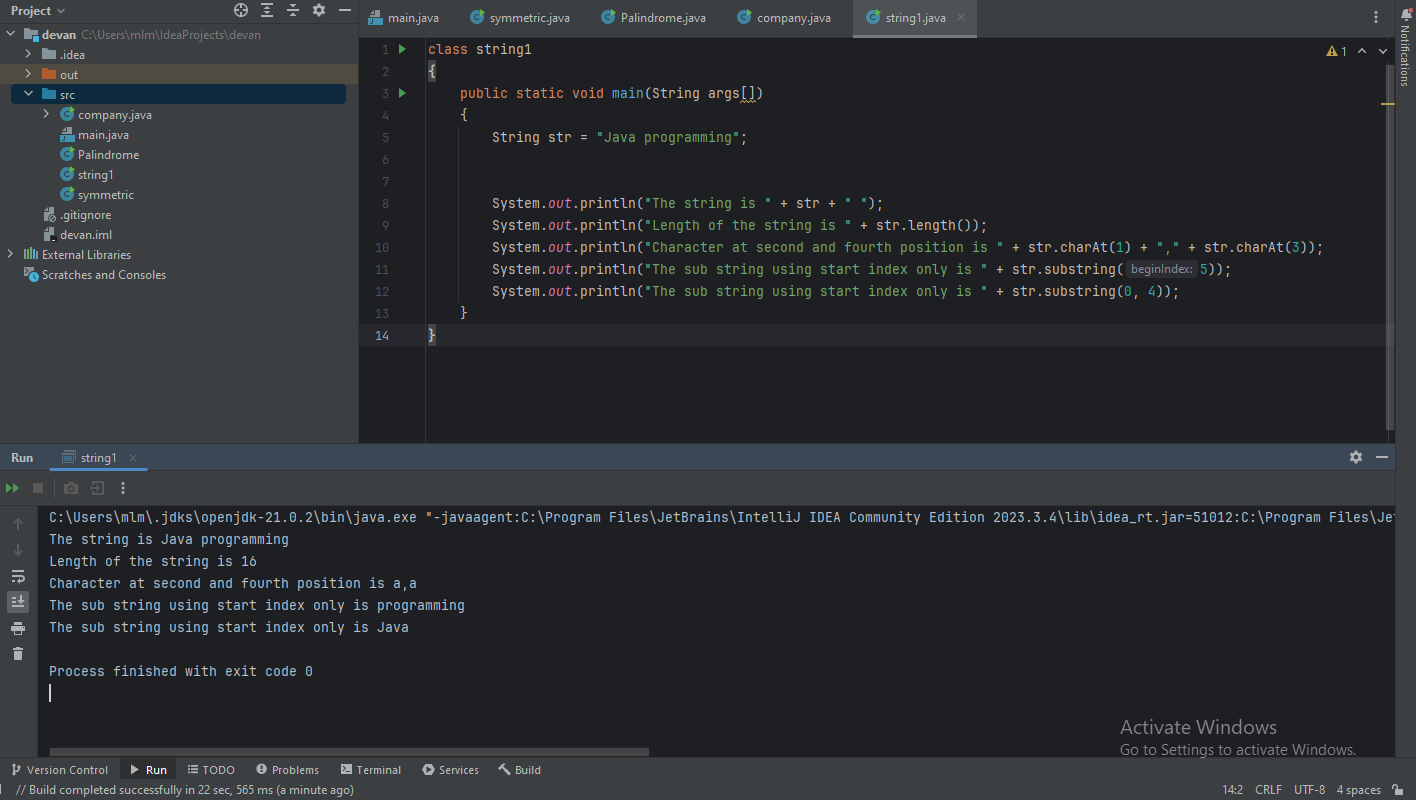 Project
main.java
symmetric.java
Palindrome.java
company.java
string1.java
Notifications
devan C:\Users\mlm\IdeaProjects\devan
.idea
out
src
company.java
main.java
Palindrome
string1
symmetric
.gitignore
devan.iml
External Libraries
Scratches and Consoles
1 class string1
2 {
3 public static void main(String args[])
4 {
5 String str = "Java programming";
6
7
8 System.out.println("The string is " + str + " ");
9 System.out.println("Length of the string is " + str.length());
10 System.out.println("Character at second and fourth position is " + str.charAt(1) + "," + str.charAt(3));
11 System.out.println("The sub string using start index only is " + str.substring( beginIndex: 5));
12 System.out.println("The sub string using start index only is " + str.substring(0, 4));
13 }
14 }
1
Run string1
C:\Users\mlm\.jdks\openjdk-21.0.2\bin\java.exe "-javaagent:C:\Program Files\JetBrains\IntelliJ IDEA Community Edition 2023.3.4\lib\idea_rt.jar=51012:C:\Program Files\Jet
The string is Java programming
Length of the string is 16
Character at second and fourth position is a,a
The sub string using start index only is programming
The sub string using start index only is Java
Process finished with exit code 0
Activate Windows
Go to Settings to activate Windows.
Version Control Run TODO Problems Terminal Services Build
// Build completed successfully in 22 sec, 565 ms (a minute ago) 14:2 CRLF UTF-8 4 spaces